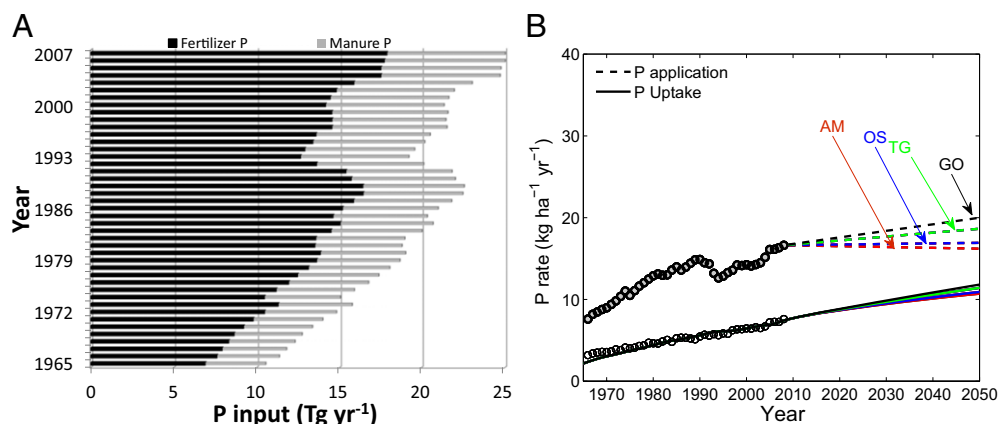 A
Fertilizer P
Manure P
2007
2000
1993
1986
1979
1972
1965
Year
0
5
10
15
20
25
P input (Tg yr⁻¹)
B
P application
P Uptake
AM
OS
TG
GO
40
30
20
10
0
P rate (kg ha⁻¹ yr⁻¹)
1970
1980
1990
2000
2010
2020
2030
2040
2050
Year